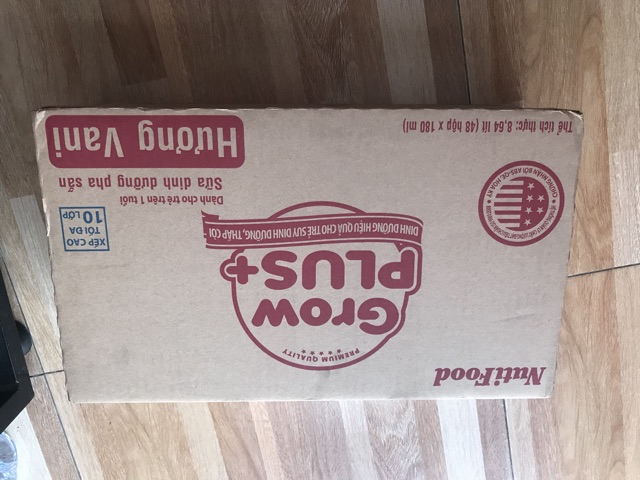 NutiFood
PREMIUM QUALITY
Grow
PLUS+
DINH DƯỠNG HIỆU QUẢ CHO TRẺ SUY DINH DƯỠNG, THẤP CÒI
XẾP CAO
TỐI ĐA
10 LỚP
Dành cho trẻ trên 1 tuổi
Sữa dinh dưỡng pha sẵn
Hương Vani
Thể tích thực: 8,64 lít (48 hộp x 180 ml)